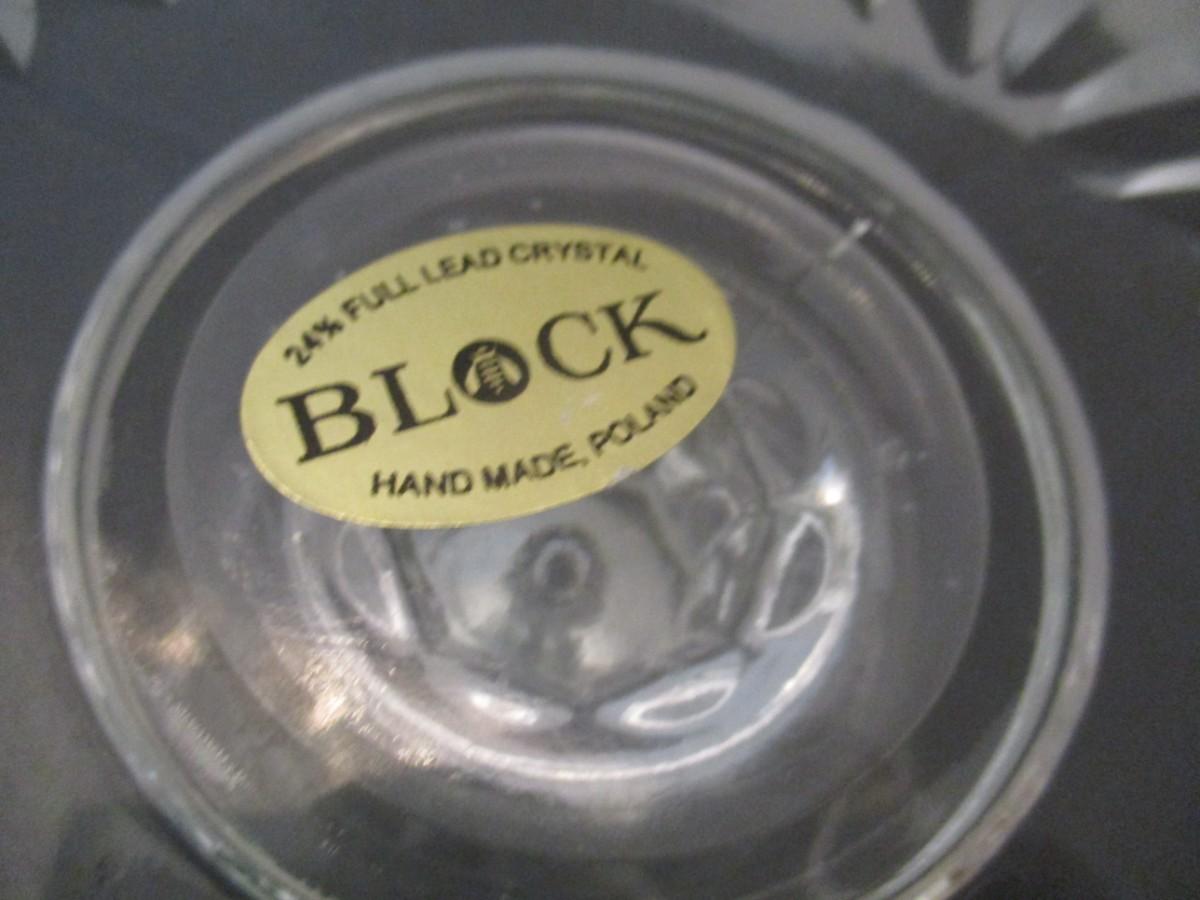 24% FULL LEAD CRYSTAL
BLOCK
HAND MADE, POLAND